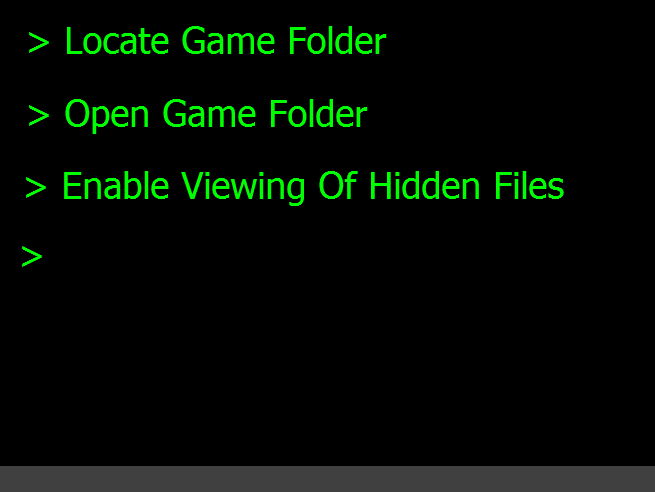 > Locate Game Folder
> Open Game Folder
> Enable Viewing Of Hidden Files
>